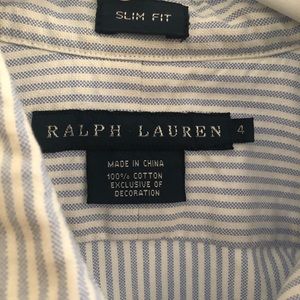 SLIM FIT
RALPH LAUREN 4
MADE IN CHINA
100% COTTON
EXCLUSIVE OF
DECORATION